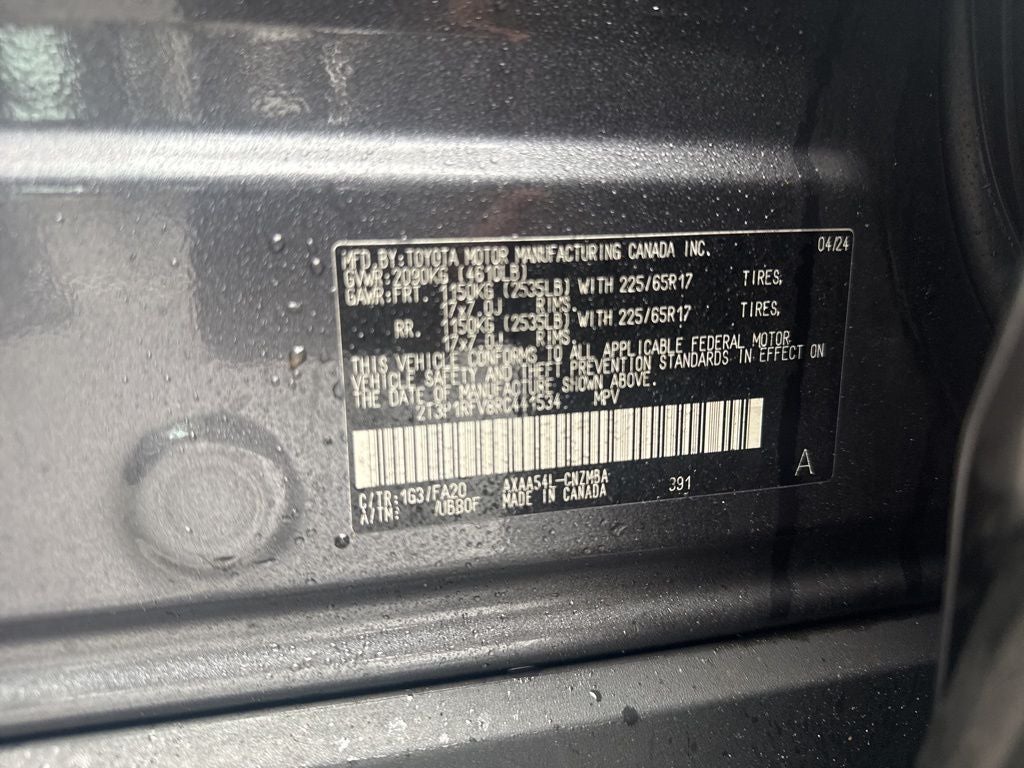 MFD.BY:TOYOTA MOTOR MANUFACTURING CANADA INC. 04/24
GVWR:2090KG (4610LB)
GAWR:FRT. 1150KG (2535LB) WITH 225/65R17 TIRES,
17X7.0J RIMS
RR. 1150KG (2535LB) WITH 225/65R17 TIRES,
17X7.0J RIMS
THIS VEHICLE CONFORMS TO ALL APPLICABLE FEDERAL MOTOR
VEHICLE SAFETY AND THEFT PREVENTION STANDARDS IN EFFECT ON
THE DATE OF MANUFACTURE SHOWN ABOVE.
2T3P1RFV8RC441534 MPV
C/TR:1G3/FA20 AXAA54L-CNZMBA 391 A
A/TM: /UB80F MADE IN CANADA